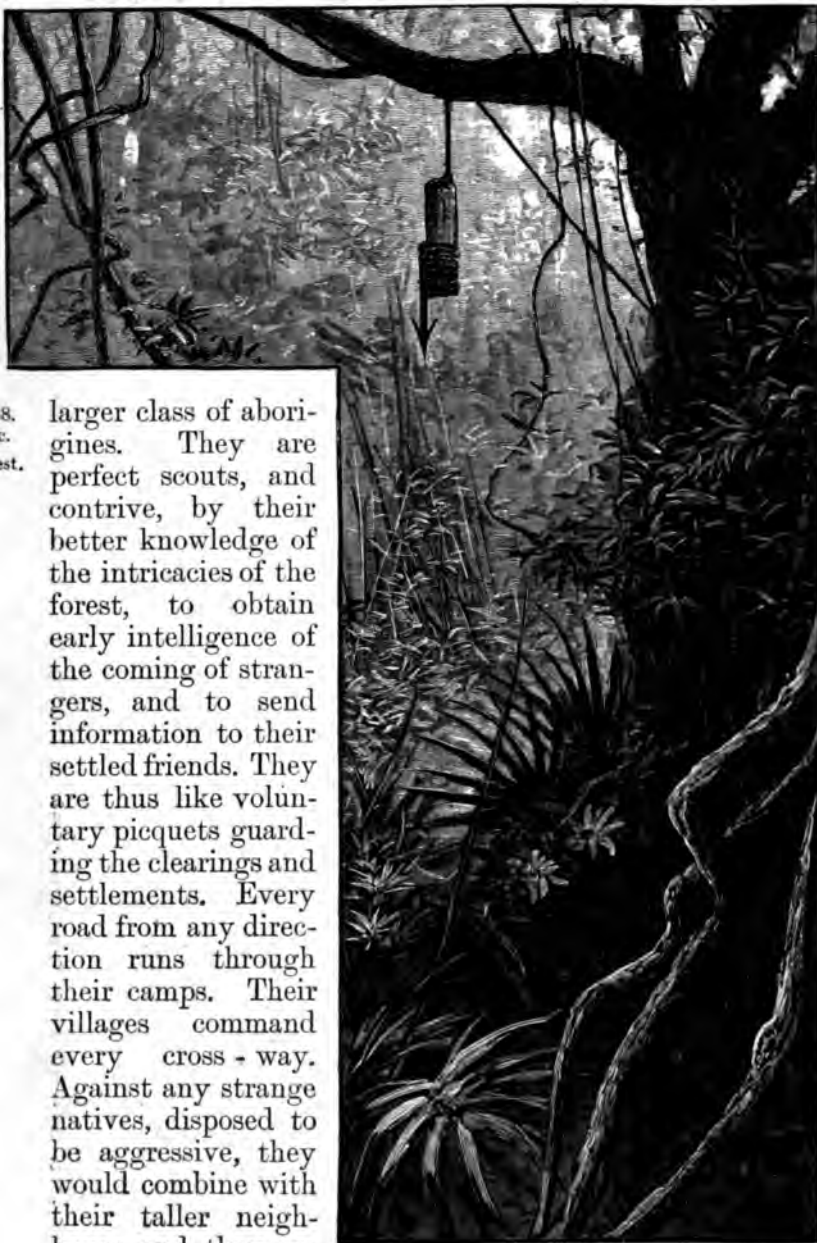 larger class of abori-
gines. They are
perfect scouts, and
contrive, by their
better knowledge of
the intricacies of the
forest, to obtain
early intelligence of
the coming of stran-
gers, and to send
information to their
settled friends. They
are thus like volun-
tary picquets guard-
ing the clearings and
settlements. Every
road from any direc-
tion runs through
their camps. Their
villages command
every cross-way.
Against any strange
natives, disposed to
be aggressive, they
would combine with
their taller neigh-